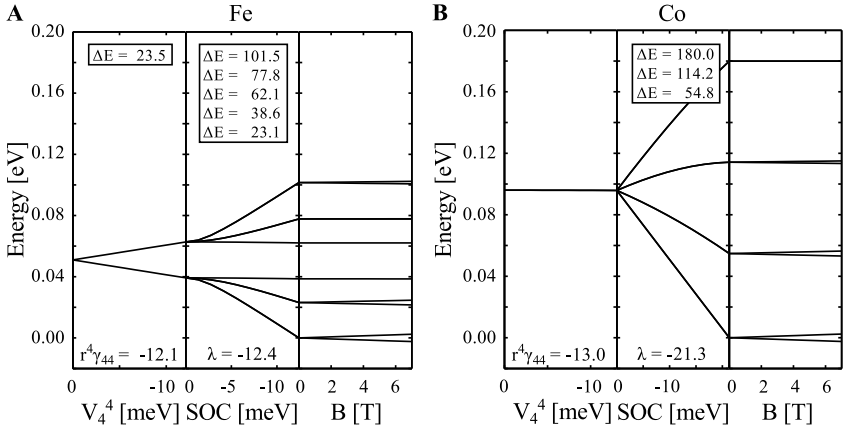 A Fe
0.20
0.16
0.12
0.08
0.04
0.00
Energy [eV]
ΔE = 23.5
ΔE = 101.5
ΔE = 77.8
ΔE = 62.1
ΔE = 38.6
ΔE = 23.1
r⁴γ₄₄ = -12.1
λ = -12.4
0 -10 0 -5 -10 0 2 4 6
V₄⁴ [meV] SOC [meV] B [T]
B Co
0.20
0.16
0.12
0.08
0.04
0.00
Energy [eV]
ΔE = 180.0
ΔE = 114.2
ΔE = 54.8
r⁴γ₄₄ = -13.0
λ = -21.3
0 -10 0 -10 0 2 4 6
V₄⁴ [meV] SOC [meV] B [T]